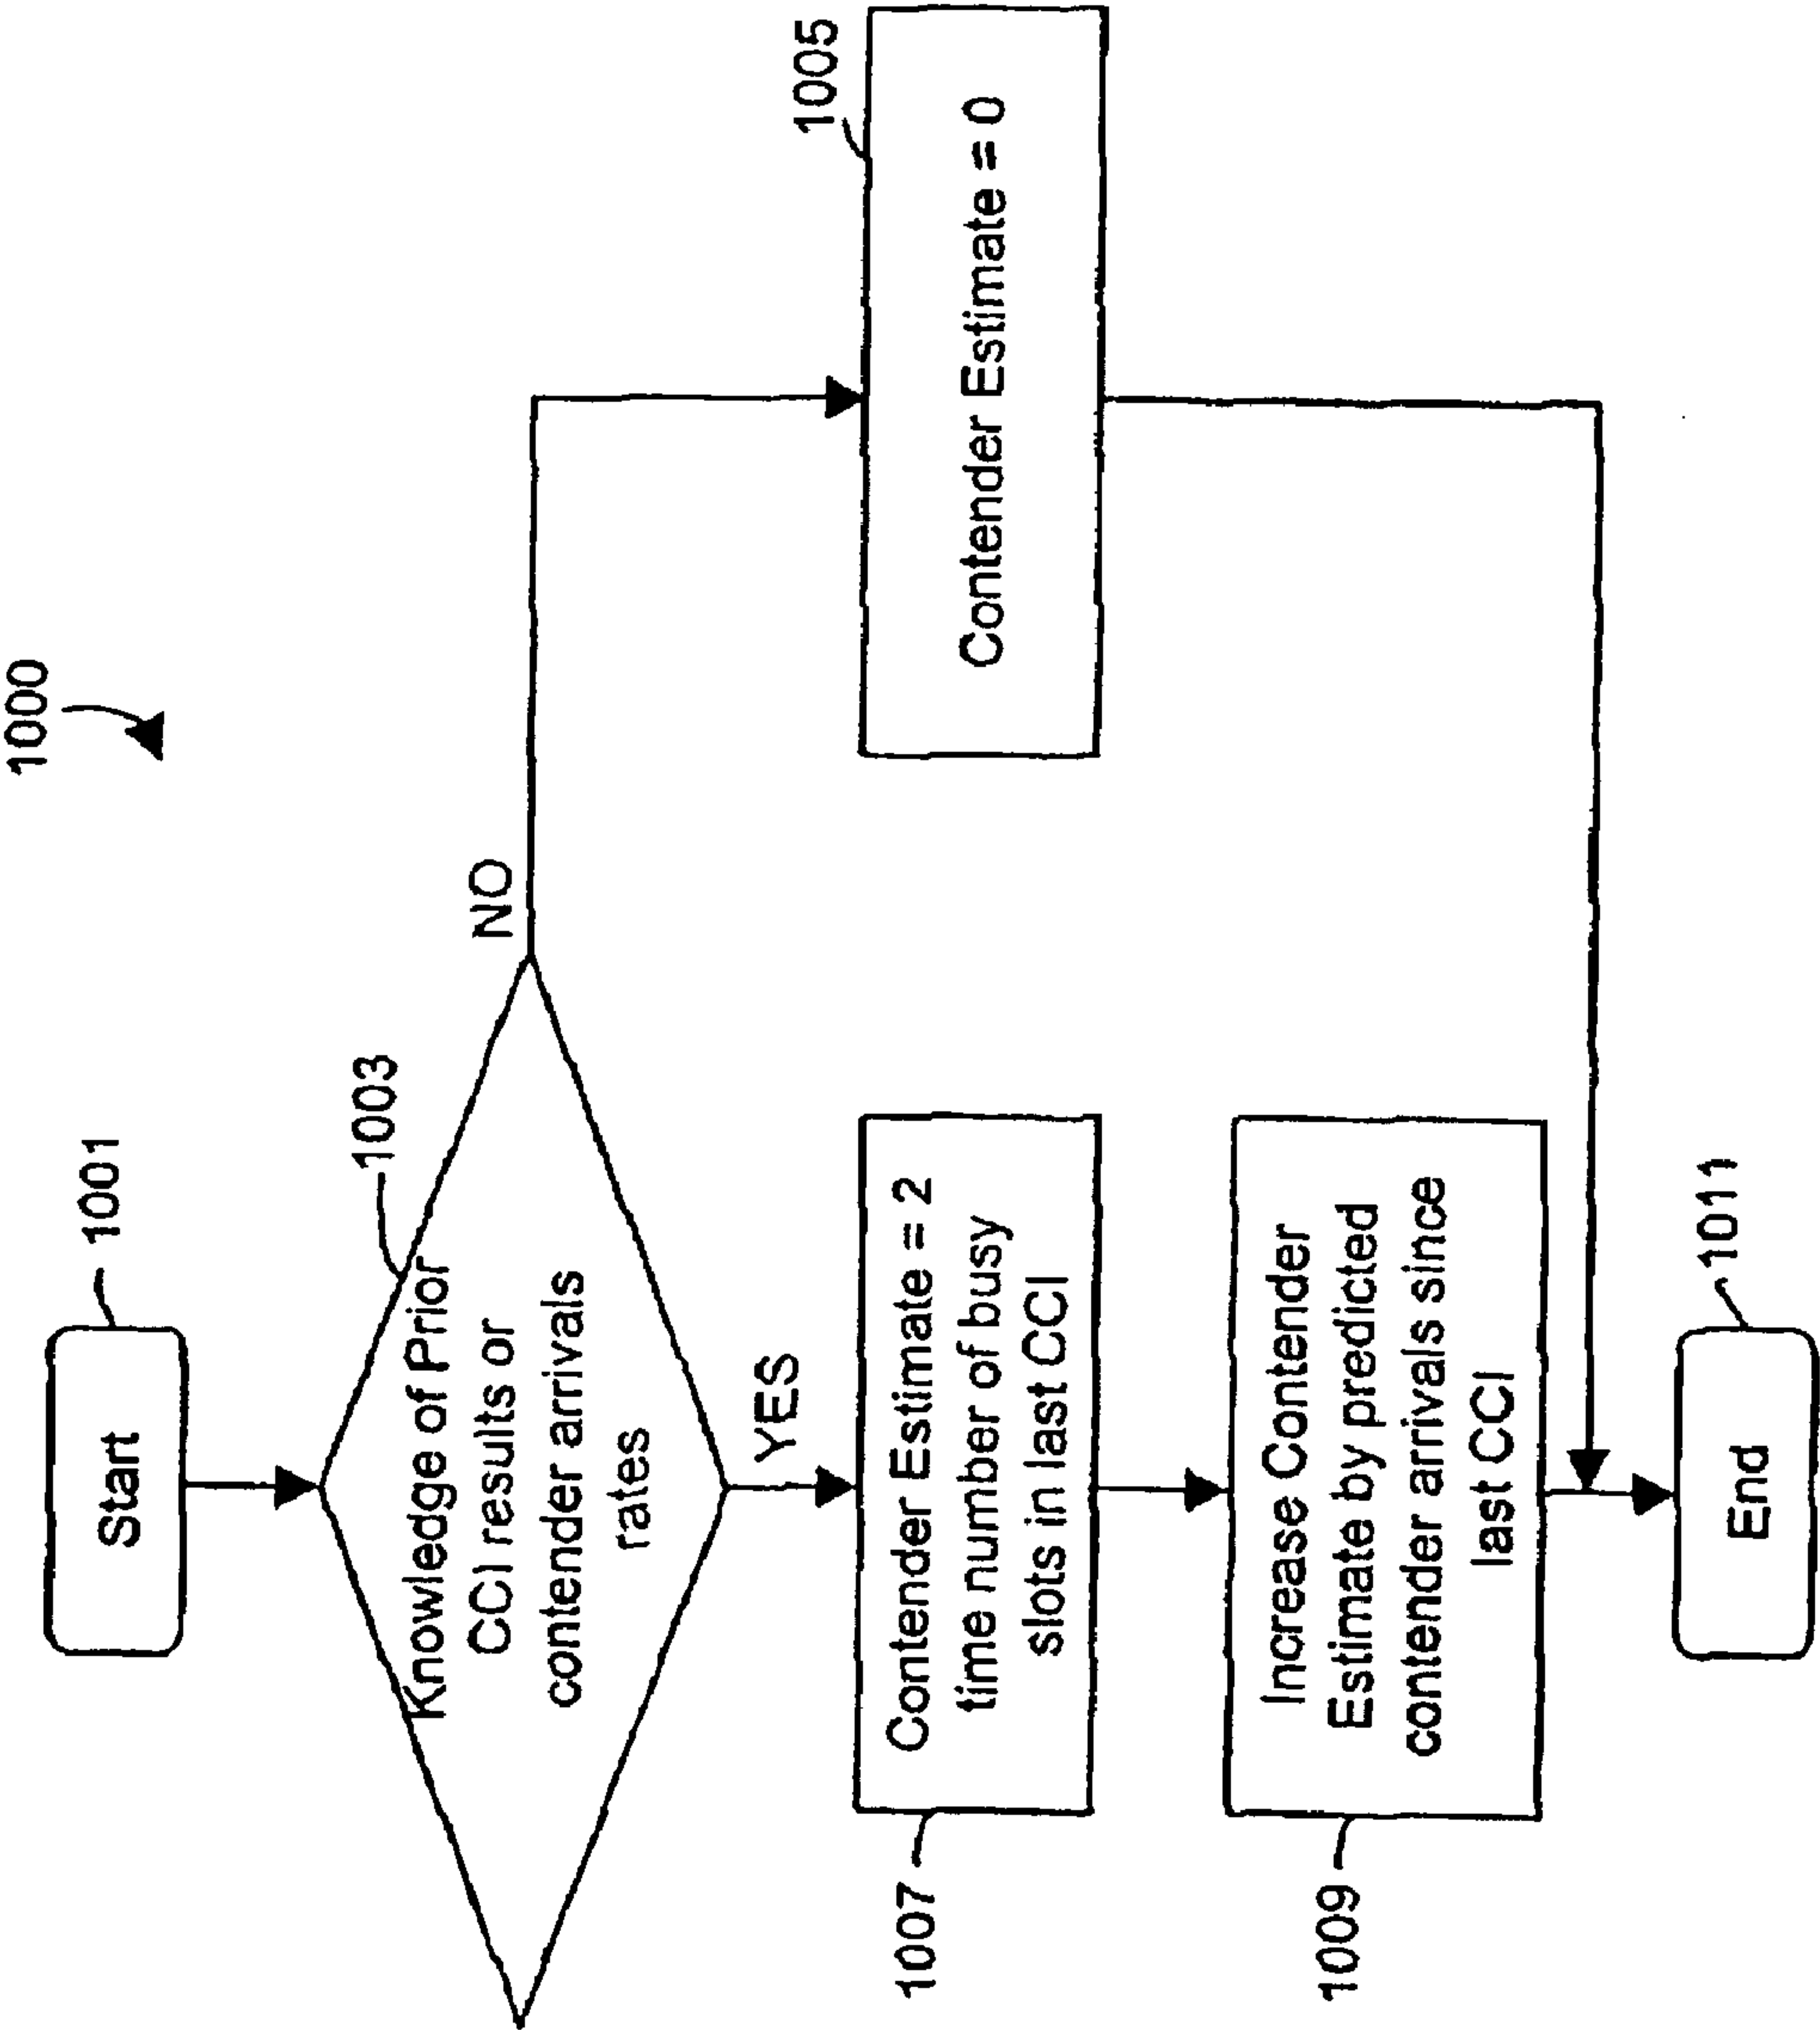 1000
1001
Start
1003
Knowledge of Prior
CCI results or
contender arrivals
rates
NO
YES
1005
Contender Estimate = 0
1007
Contender Estimate = 2
time number of busy
slots in last CCI
1009
Increase Contender
Estimate by predicted
contender arrivals since
last CCI
1011
End